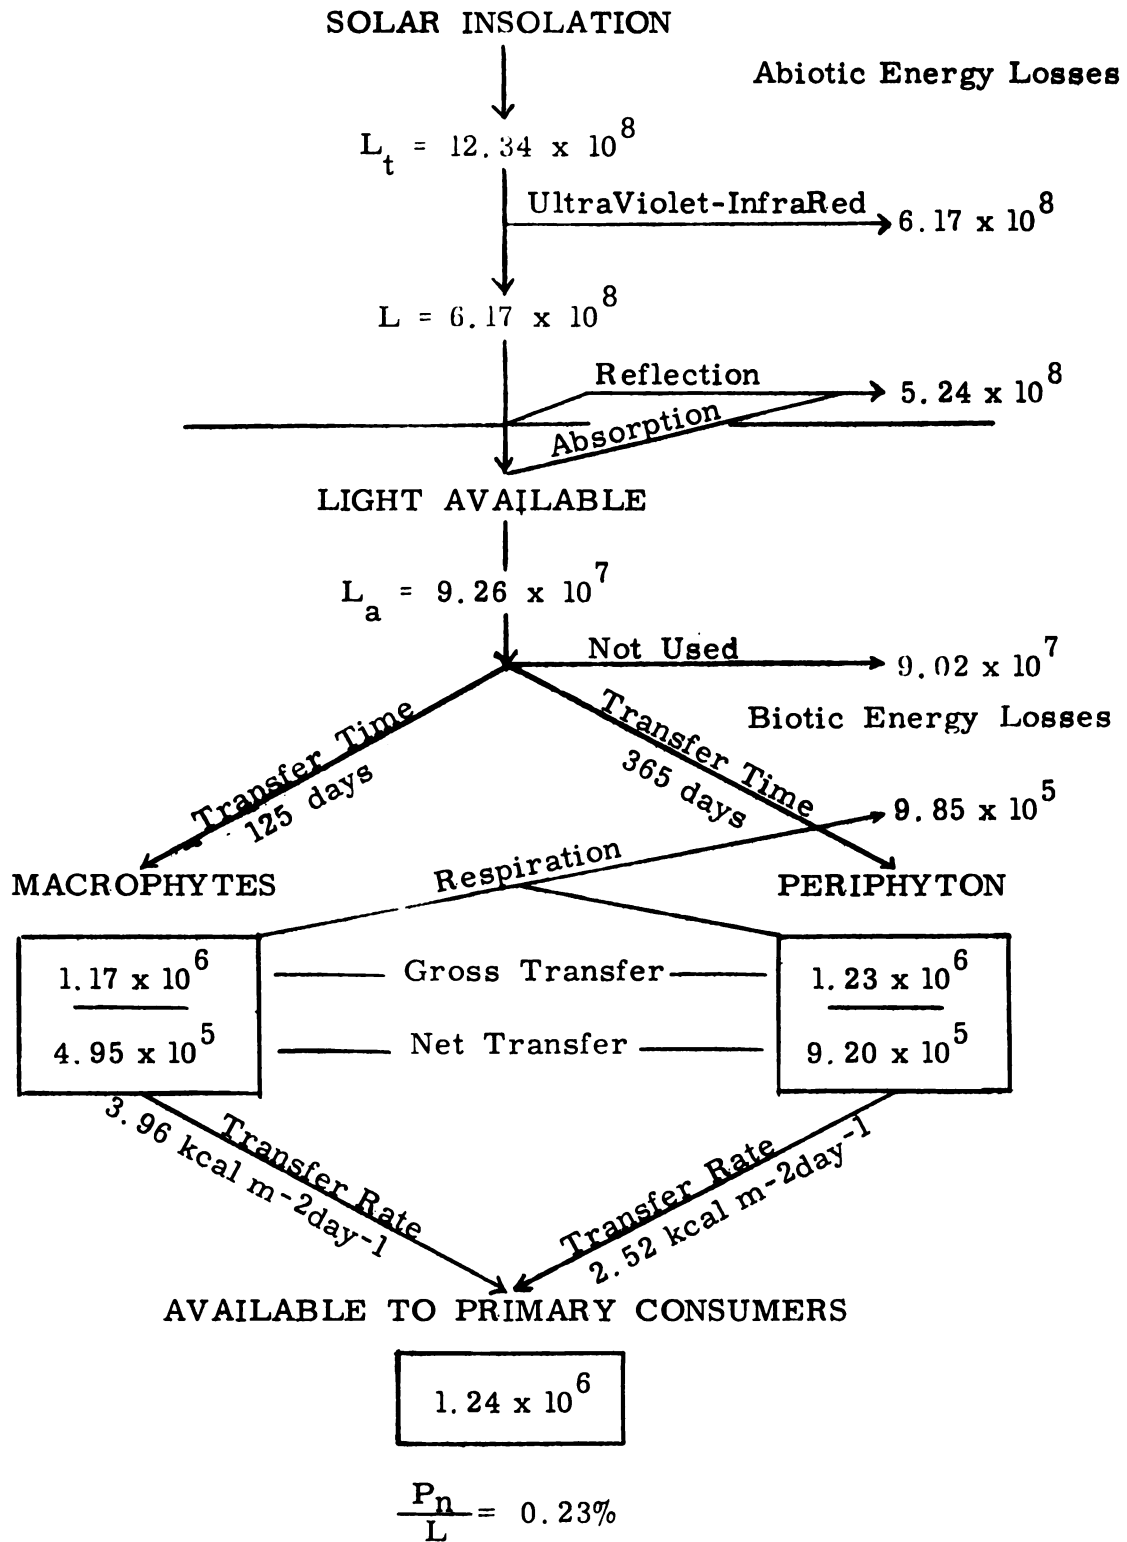 SOLAR INSOLATION
Abiotic Energy Losses
L_t = 12.34 x 10^8
UltraViolet-InfraRed
6.17 x 10^8
L = 6.17 x 10^8
Reflection
5.24 x 10^8
Absorption
LIGHT AVAILABLE
L_a = 9.26 x 10^7
Not Used
9.02 x 10^7
Biotic Energy Losses
Transfer Time
125 days
Transfer Time
365 days
9.85 x 10^5
Respiration
MACROPHYTES
PERIPHYTON
1.17 x 10^6
Gross Transfer
1.23 x 10^6
4.95 x 10^5
Net Transfer
9.20 x 10^5
Transfer Rate
3.96 kcal m-2day-1
Transfer Rate
2.52 kcal m-2day-1
AVAILABLE TO PRIMARY CONSUMERS
1.24 x 10^6
Pn
L
= 0.23%